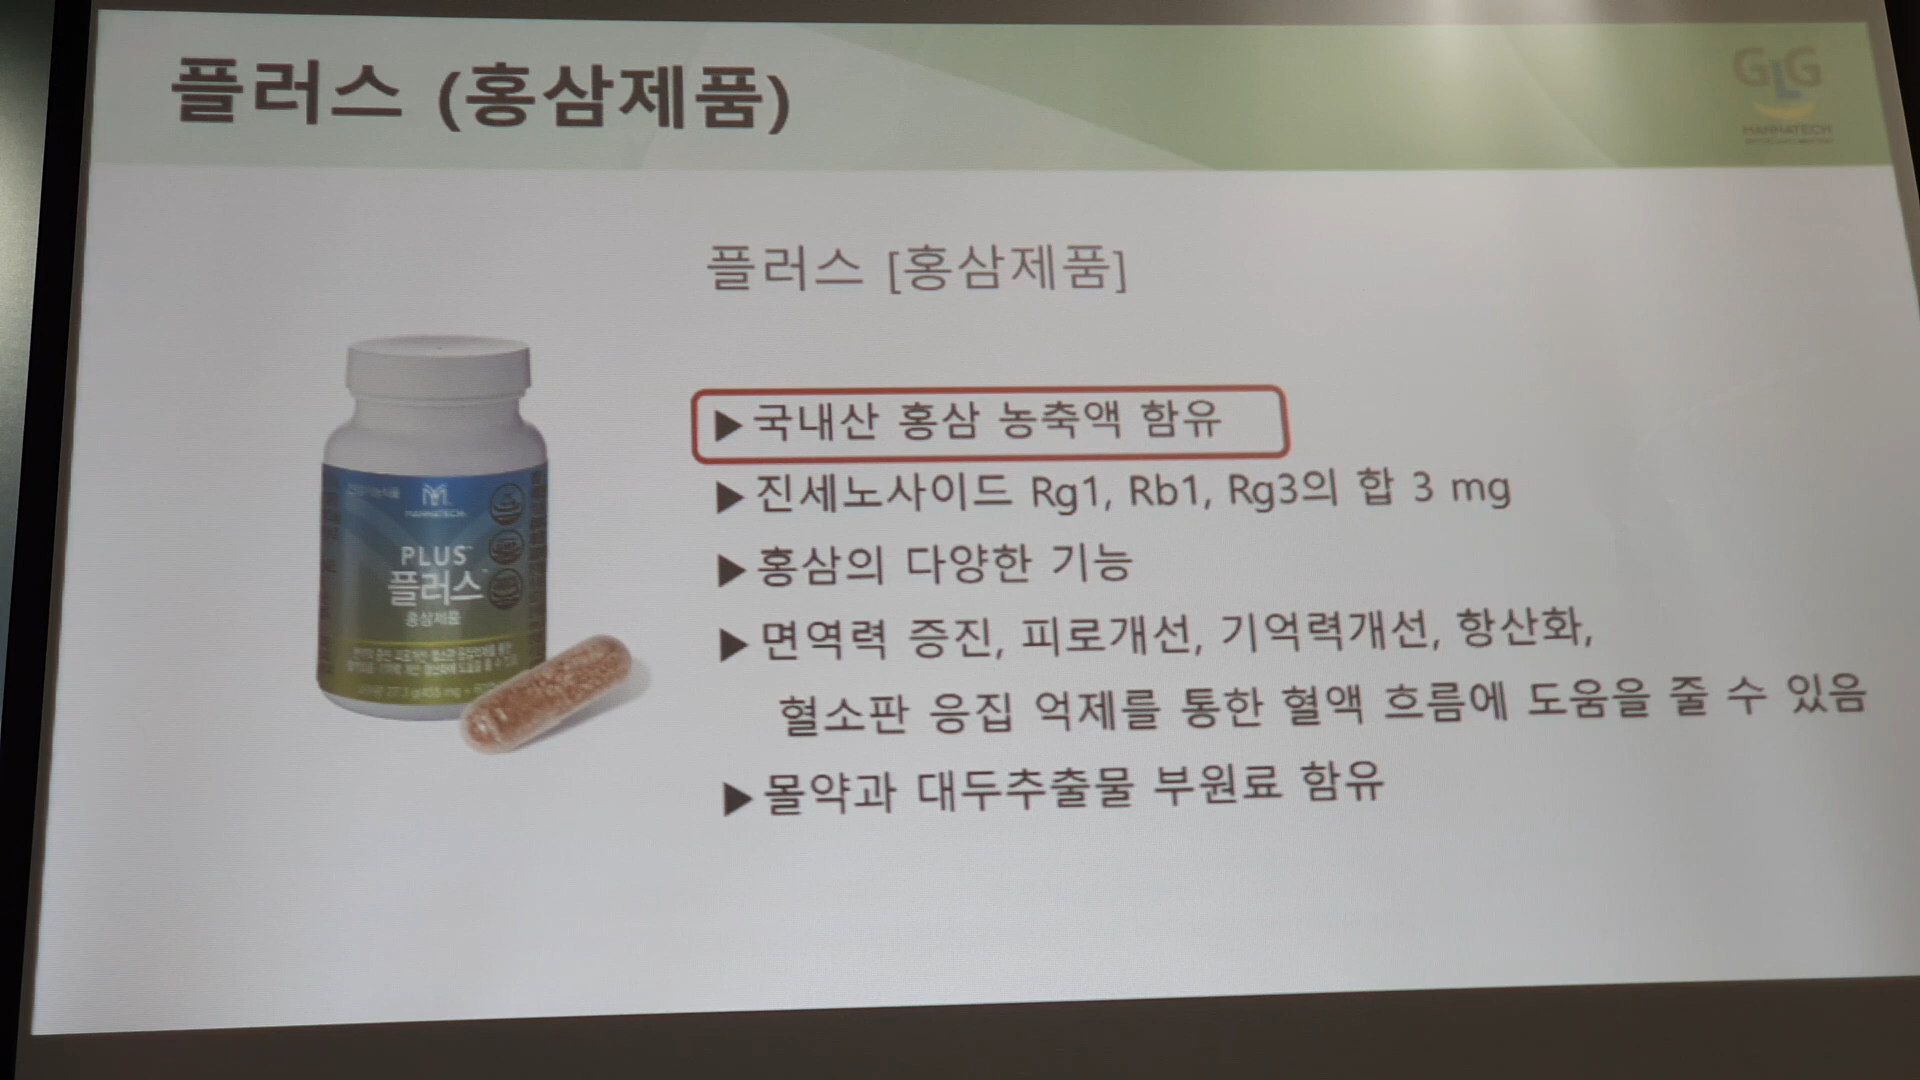 플러스 (홍삼제품)
GLG
MANNATECH
플러스 [홍삼제품]
▶국내산 홍삼 농축액 함유
▶진세노사이드 Rg1, Rb1, Rg3의 합 3 mg
▶홍삼의 다양한 기능
▶면역력 증진, 피로개선, 기억력개선, 항산화,
혈소판 응집 억제를 통한 혈액 흐름에 도움을 줄 수 있음
▶몰약과 대두추출물 부원료 함유
MANNATECH
PLUS™
플러스™
홍삼제품